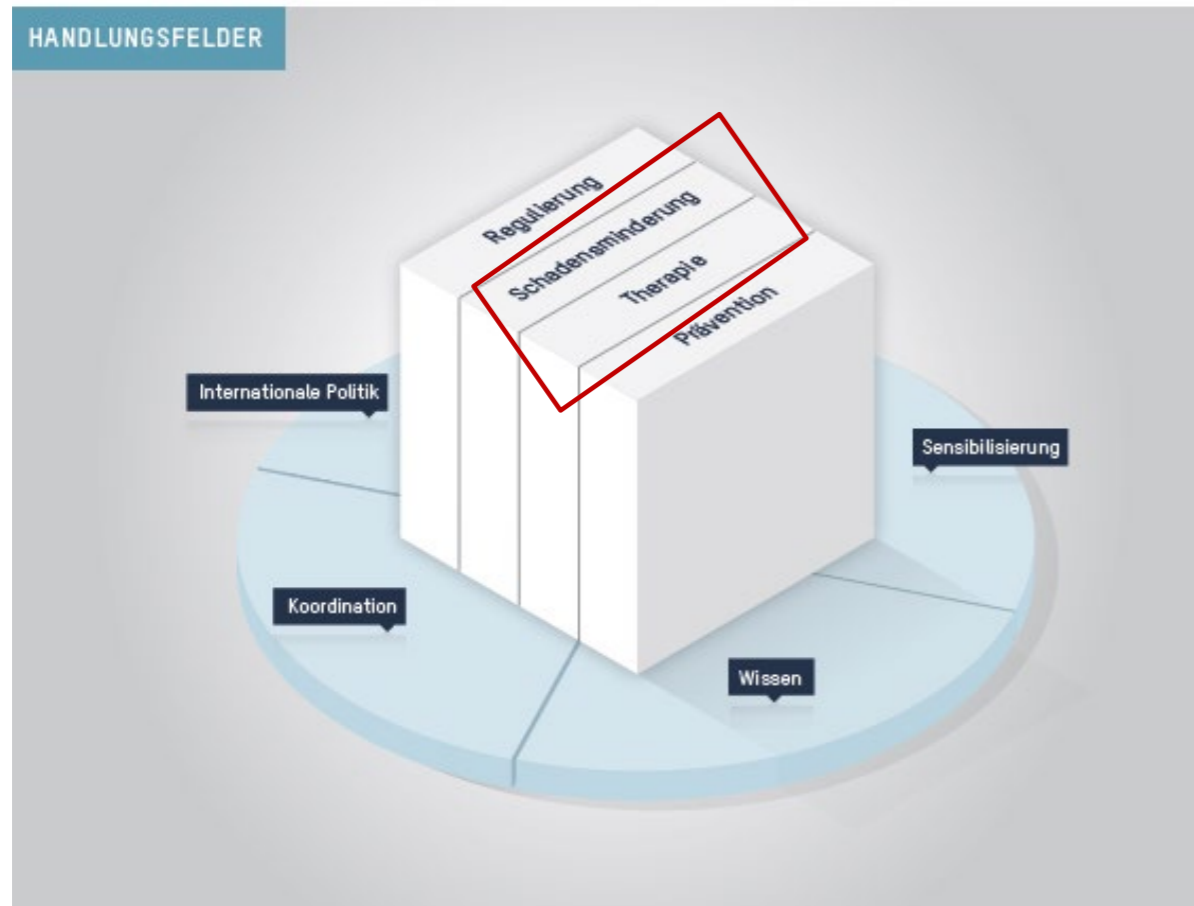 HANDLUNGSFELDER
Regulierung
Schadensminderung
Therapie
Prävention
Internationale Politik
Sensibilisierung
Koordination
Wissen